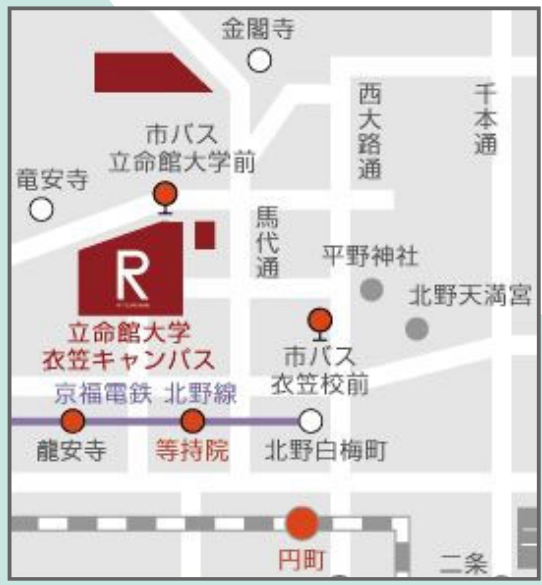 金閣寺
西大路通
千本通
市バス
立命館大学前
竜安寺
馬代通
平野神社
北野天満宮
R
立命館大学
衣笠キャンパス
市バス
衣笠校前
京福電鉄 北野線
龍安寺
等持院
北野白梅町
円町
二条